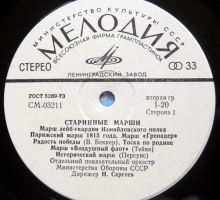 МИНИСТЕРСТВО КУЛЬТУРЫ СССР
МЕЛОДИЯ
ВСЕСОЮЗНАЯ ФИРМА ГРАМПЛАСТИНОК
СТЕРЕО
33
ЛЕНИНГРАДСКИЙ ЗАВОД
ГОСТ 5289-73
СМ-03211
вторая гр.
1-20
Сторона 1
СТАРИННЫЕ МАРШИ
Марш лейб-гвардии Измайловского полка
Парижский марш 1815 года. Марш «Гренадер»
Радость победы (В. Беккер). Тоска по родине
Марш «Воздушный флот» (Тейке)
Исторический марш (Персуик)
Отдельный показательный оркестр
Министерства Обороны СССР
Дирижер Н. Сергеев